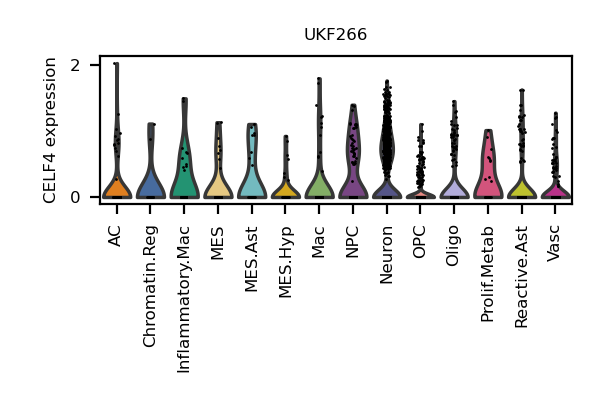 UKF266
CELF4 expression
2
0
AC
Chromatin.Reg
Inflammatory.Mac
MES
MES.Ast
MES.Hyp
Mac
NPC
Neuron
OPC
Oligo
Prolif.Metab
Reactive.Ast
Vasc